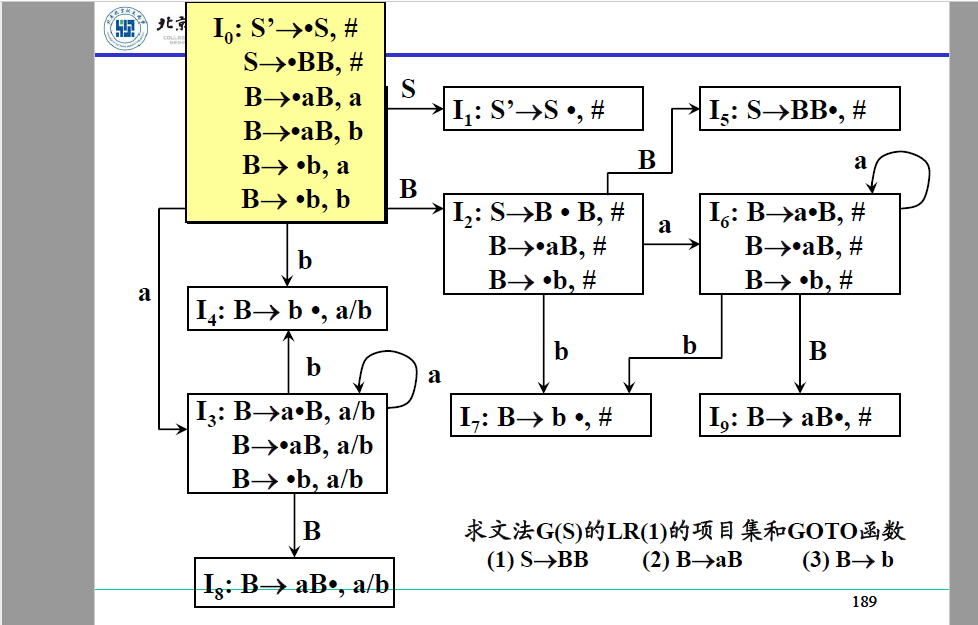 北京
I0: S’→•S, #
S→•BB, #
B→•aB, a
B→•aB, b
B→ •b, a
B→ •b, b
S
I1: S’→S •, #
I5: S→BB•, #
B
B
a
I2: S→B • B, #
B→•aB, #
B→ •b, #
a
I6: B→a•B, #
B→•aB, #
B→ •b, #
b
a
I4: B→ b •, a/b
b
b
B
b
a
I3: B→a•B, a/b
B→•aB, a/b
B→ •b, a/b
I7: B→ b •, #
I9: B→ aB•, #
B
求文法G(S)的LR(1)的项目集和GOTO函数
(1) S→BB (2) B→aB (3) B→ b
I8: B→ aB•, a/b
189